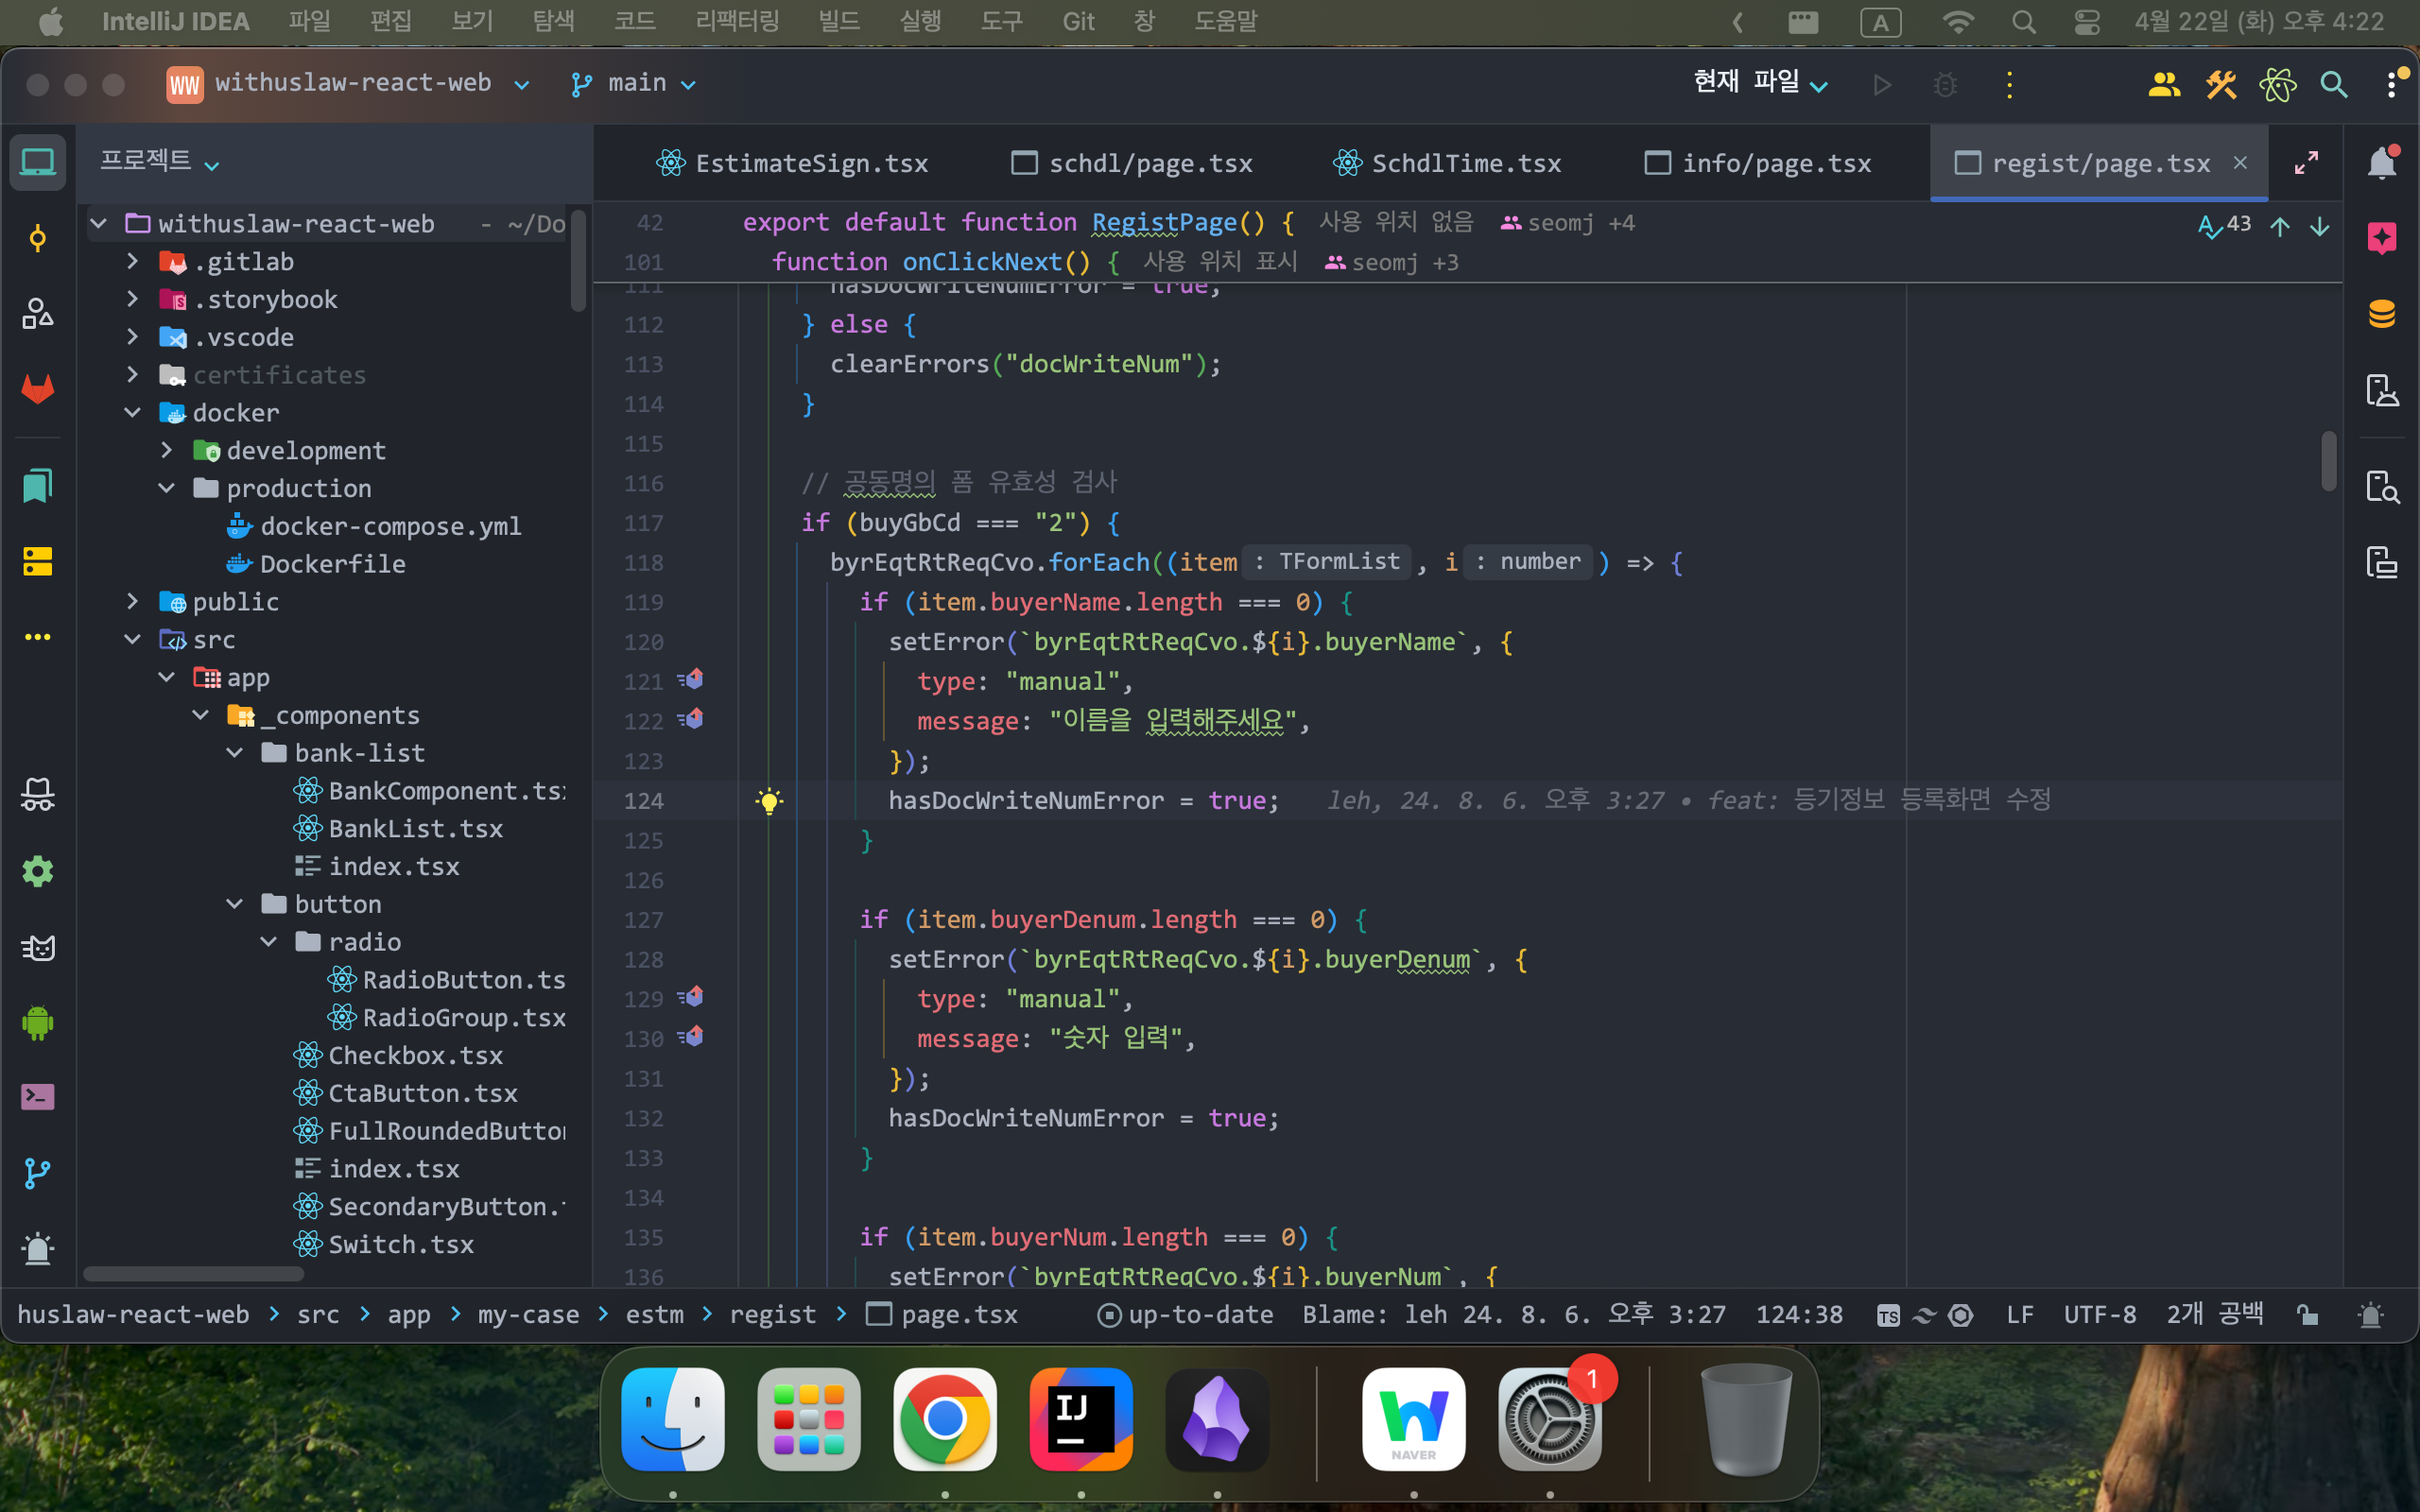 IntelliJ IDEA 파일 편집 보기 탐색 코드 리팩터링 빌드 실행 도구 Git 창 도움말 A 4월 22일 (화) 오후 4:22
WW withuslaw-react-web main 현재 파일
프로젝트
EstimateSign.tsx schdl/page.tsx SchdlTime.tsx info/page.tsx regist/page.tsx
withuslaw-react-web - ~/Do
.gitlab
.storybook
.vscode
certificates
docker
development
production
docker-compose.yml
Dockerfile
public
src
app
_components
bank-list
BankComponent.ts
BankList.tsx
index.tsx
button
radio
RadioButton.ts
RadioGroup.tsx
Checkbox.tsx
CtaButton.tsx
FullRoundedButto
index.tsx
SecondaryButton.
Switch.tsx
42 export default function RegistPage() { 사용 위치 없음 seomj +4
43
101 function onClickNext() { 사용 위치 표시 seomj +3
111 hasDocWriteNumError = true;
112 } else {
113 clearErrors("docWriteNum");
114 }
115
116 // 공동명의 폼 유효성 검사
117 if (buyGbCd === "2") {
118 byrEqtRtReqCvo.forEach((item : TFormList , i : number ) => {
119 if (item.buyerName.length === 0) {
120 setError(`byrEqtRtReqCvo.${i}.buyerName`, {
121 type: "manual",
122 message: "이름을 입력해주세요",
123 });
124 hasDocWriteNumError = true; leh, 24. 8. 6. 오후 3:27 • feat: 등기정보 등록화면 수정
125 }
126
127 if (item.buyerDenum.length === 0) {
128 setError(`byrEqtRtReqCvo.${i}.buyerDenum`, {
129 type: "manual",
130 message: "숫자 입력",
131 });
132 hasDocWriteNumError = true;
133 }
134
135 if (item.buyerNum.length === 0) {
136 setError(`byrEqtRtReqCvo.${i}.buyerNum`, {
huslaw-react-web > src > app > my-case > estm > regist > page.tsx up-to-date Blame: leh 24. 8. 6. 오후 3:27 124:38 TS LF UTF-8 2개 공백
IJ
NAVER
1